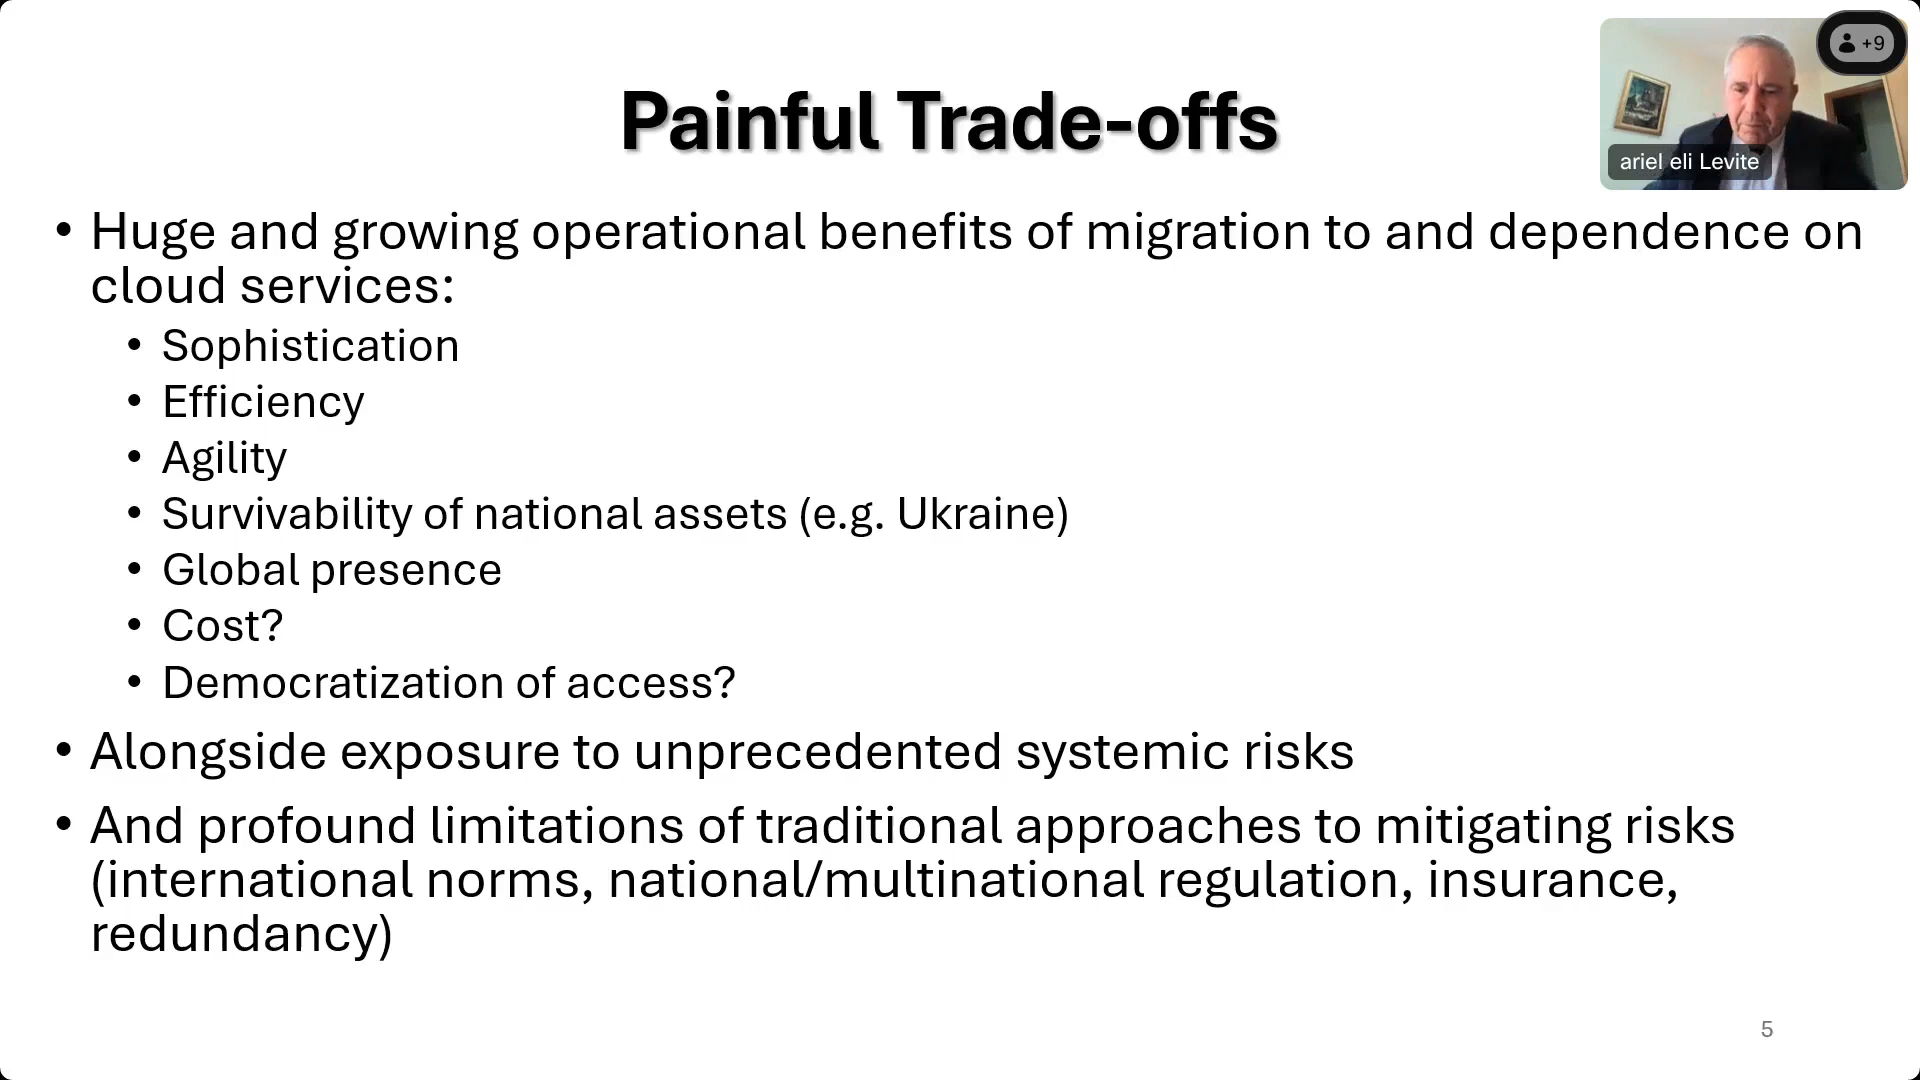 Painful Trade-offs
+9
ariel eli Levite
• Huge and growing operational benefits of migration to and dependence on
cloud services:
• Sophistication
• Efficiency
• Agility
• Survivability of national assets (e.g. Ukraine)
• Global presence
• Cost?
• Democratization of access?
• Alongside exposure to unprecedented systemic risks
• And profound limitations of traditional approaches to mitigating risks
(international norms, national/multinational regulation, insurance,
redundancy)
5